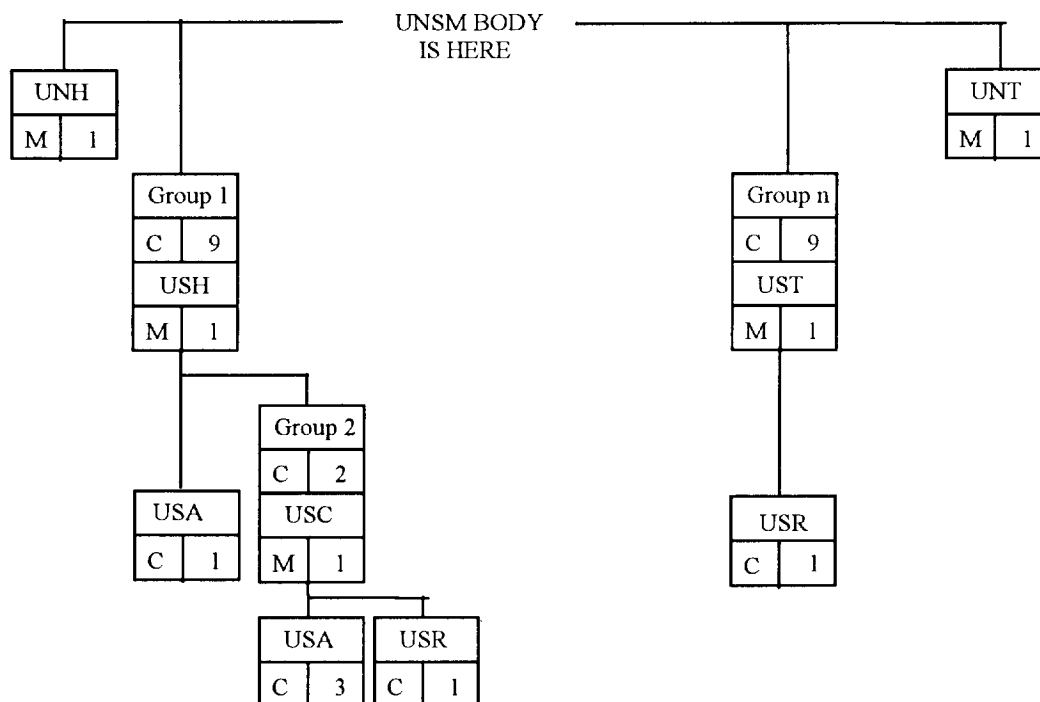 UNSM BODY
IS HERE
UNH
M 1
UNT
M 1
Group 1
C 9
USH
M 1
Group n
C 9
UST
M 1
Group 2
C 2
USC
M 1
USA
C 1
USR
C 1
USA
C 3
USR
C 1